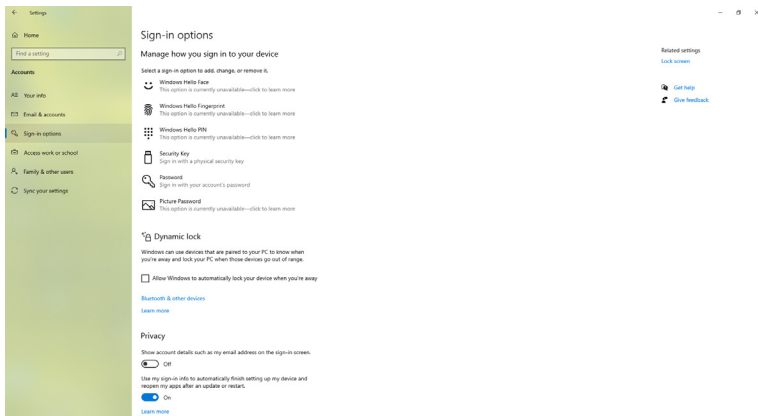 Settings
Home
Find a setting
Accounts
Your info
Email & accounts
Sign-in options
Access work or school
Family & other users
Sync your settings
Sign-in options
Manage how you sign in to your device
Select a sign-in option to add, change, or remove it.
Windows Hello Face
This option is currently unavailable—click to learn more
Windows Hello Fingerprint
This option is currently unavailable—click to learn more
Windows Hello PIN
This option is currently unavailable—click to learn more
Security Key
Sign in with a physical security key
Password
Sign in with your account's password
Picture Password
This option is currently unavailable—click to learn more
Dynamic lock
Windows can use devices that are paired to your PC to know when
you're away and lock your PC when those devices go out of range.
Allow Windows to automatically lock your device when you're away
Bluetooth & other devices
Learn more
Privacy
Show account details such as my email address on the sign-in screen.
Off
Use my sign-in info to automatically finish setting up my device and
reopen my apps after an update or restart.
On
Learn more
Related settings
Lock screen
Get help
Give feedback